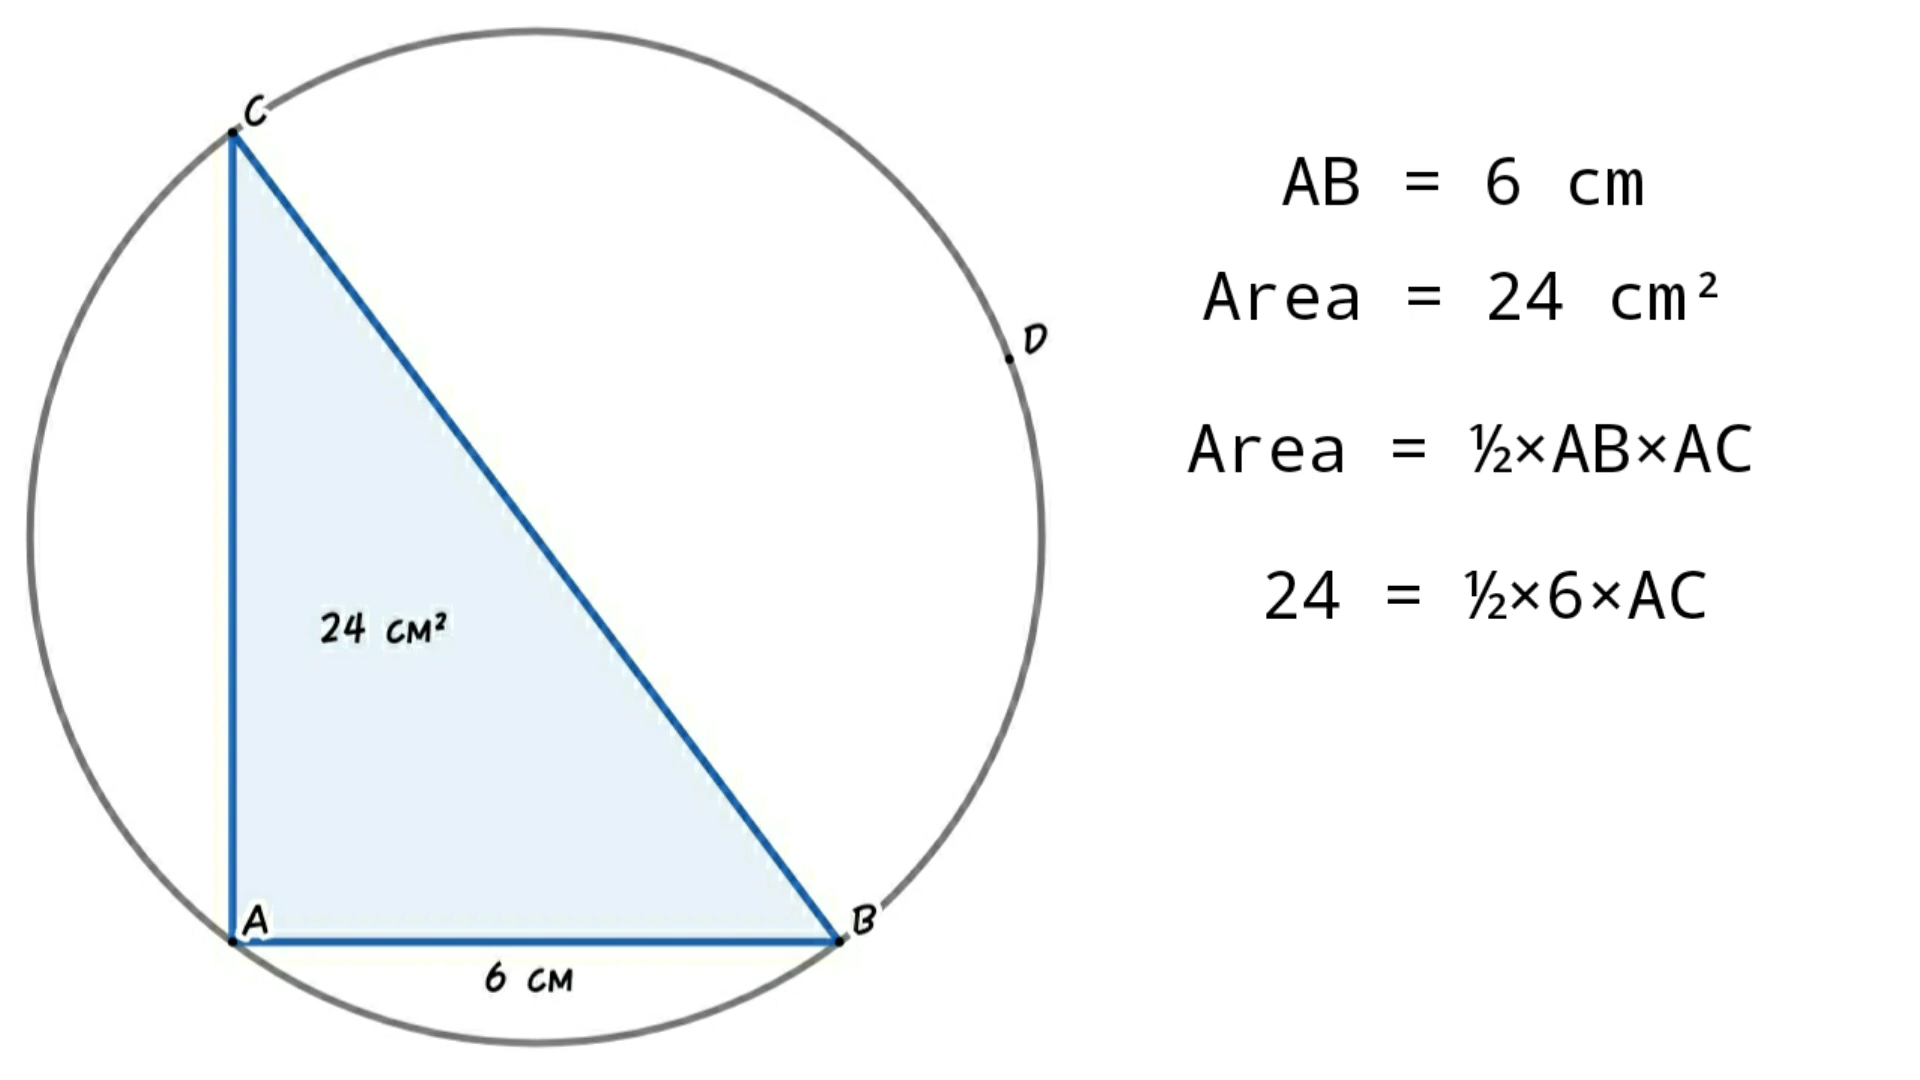 C
D
24 cm²
A
B
6 cm
AB = 6 cm
Area = 24 cm²
Area = ½×AB×AC
24 = ½×6×AC